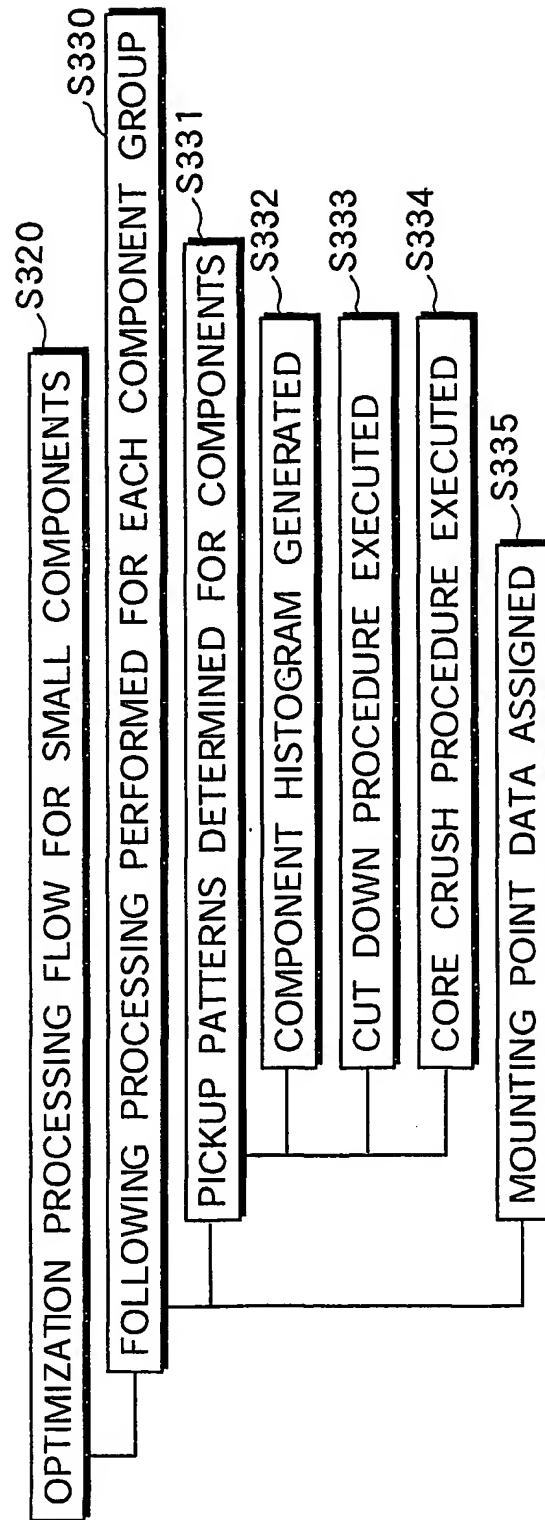 OPTIMIZATION PROCESSING FLOW FOR SMALL COMPONENTS
S320
FOLLOWING PROCESSING PERFORMED FOR EACH COMPONENT GROUP
S330
PICKUP PATTERNS DETERMINED FOR COMPONENTS
S331
COMPONENT HISTOGRAM GENERATED
S332
CUT DOWN PROCEDURE EXECUTED
S333
CORE CRUSH PROCEDURE EXECUTED
S334
MOUNTING POINT DATA ASSIGNED
S335